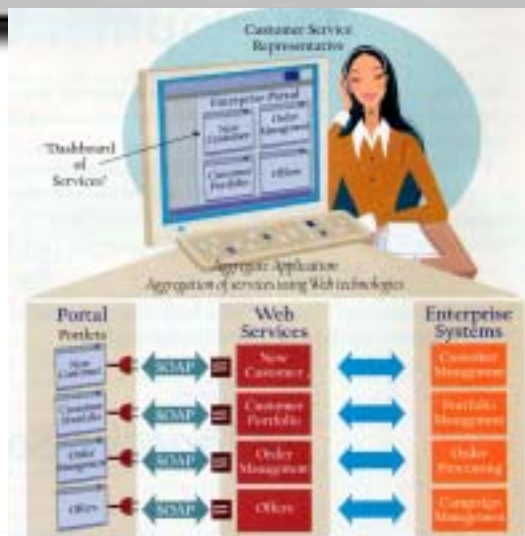 Customer Service
Representative
Enterprise Portal
New
Customer
Order
Management
Customer
Portfolio
Offers
"Dashboard
of
Services"
Aggregate Application
Aggregation of services using Web technologies
Portal
Portlets
Web
Services
Enterprise
Systems
New
Customer
SOAP
New
Customer
Customer
Management
Customer
Portfolio
SOAP
Customer
Portfolio
Portfolio
Management
Order
Management
SOAP
Order
Management
Order
Processing
Offers
SOAP
Offers
Campaign
Management